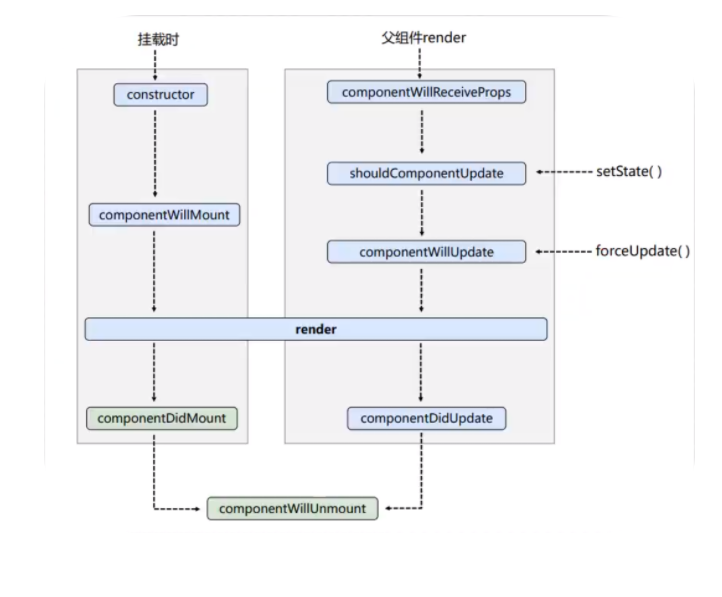 挂载时
父组件render
constructor
componentWillReceiveProps
shouldComponentUpdate
setState( )
componentWillMount
componentWillUpdate
forceUpdate( )
render
componentDidMount
componentDidUpdate
componentWillUnmount